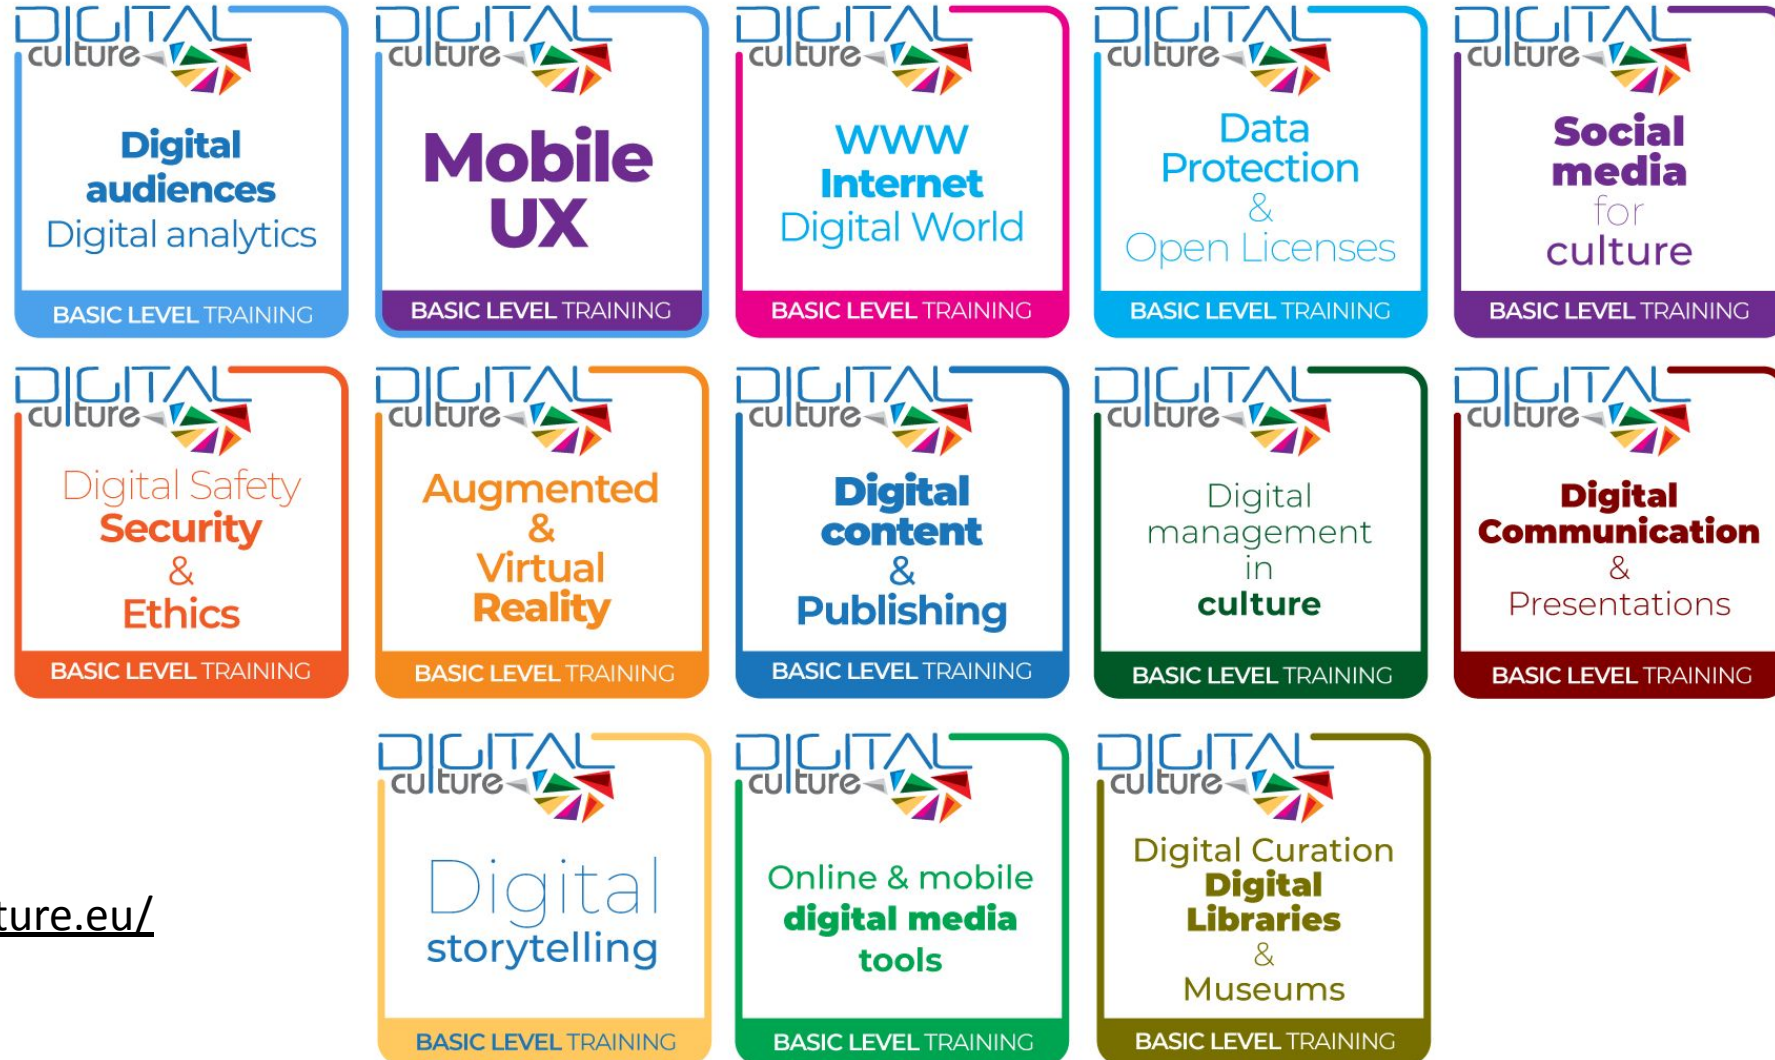 DIGITAL
culture
Digital
audiences
Digital analytics
BASIC LEVEL TRAINING
DIGITAL
culture
Mobile
UX
BASIC LEVEL TRAINING
DIGITAL
culture
WWW
Internet
Digital World
BASIC LEVEL TRAINING
DIGITAL
culture
Data
Protection
&
Open Licenses
BASIC LEVEL TRAINING
DIGITAL
culture
Social
media
for
culture
BASIC LEVEL TRAINING
DIGITAL
culture
Digital Safety
Security
&
Ethics
BASIC LEVEL TRAINING
DIGITAL
culture
Augmented
&
Virtual
Reality
BASIC LEVEL TRAINING
DIGITAL
culture
Digital
content
&
Publishing
BASIC LEVEL TRAINING
DIGITAL
culture
Digital
management
in
culture
BASIC LEVEL TRAINING
DIGITAL
culture
Digital
Communication
&
Presentations
BASIC LEVEL TRAINING
ture.eu/
DIGITAL
culture
Digital
storytelling
BASIC LEVEL TRAINING
DIGITAL
culture
Online & mobile
digital media
tools
BASIC LEVEL TRAINING
DIGITAL
culture
Digital Curation
Digital
Libraries
&
Museums
BASIC LEVEL TRAINING